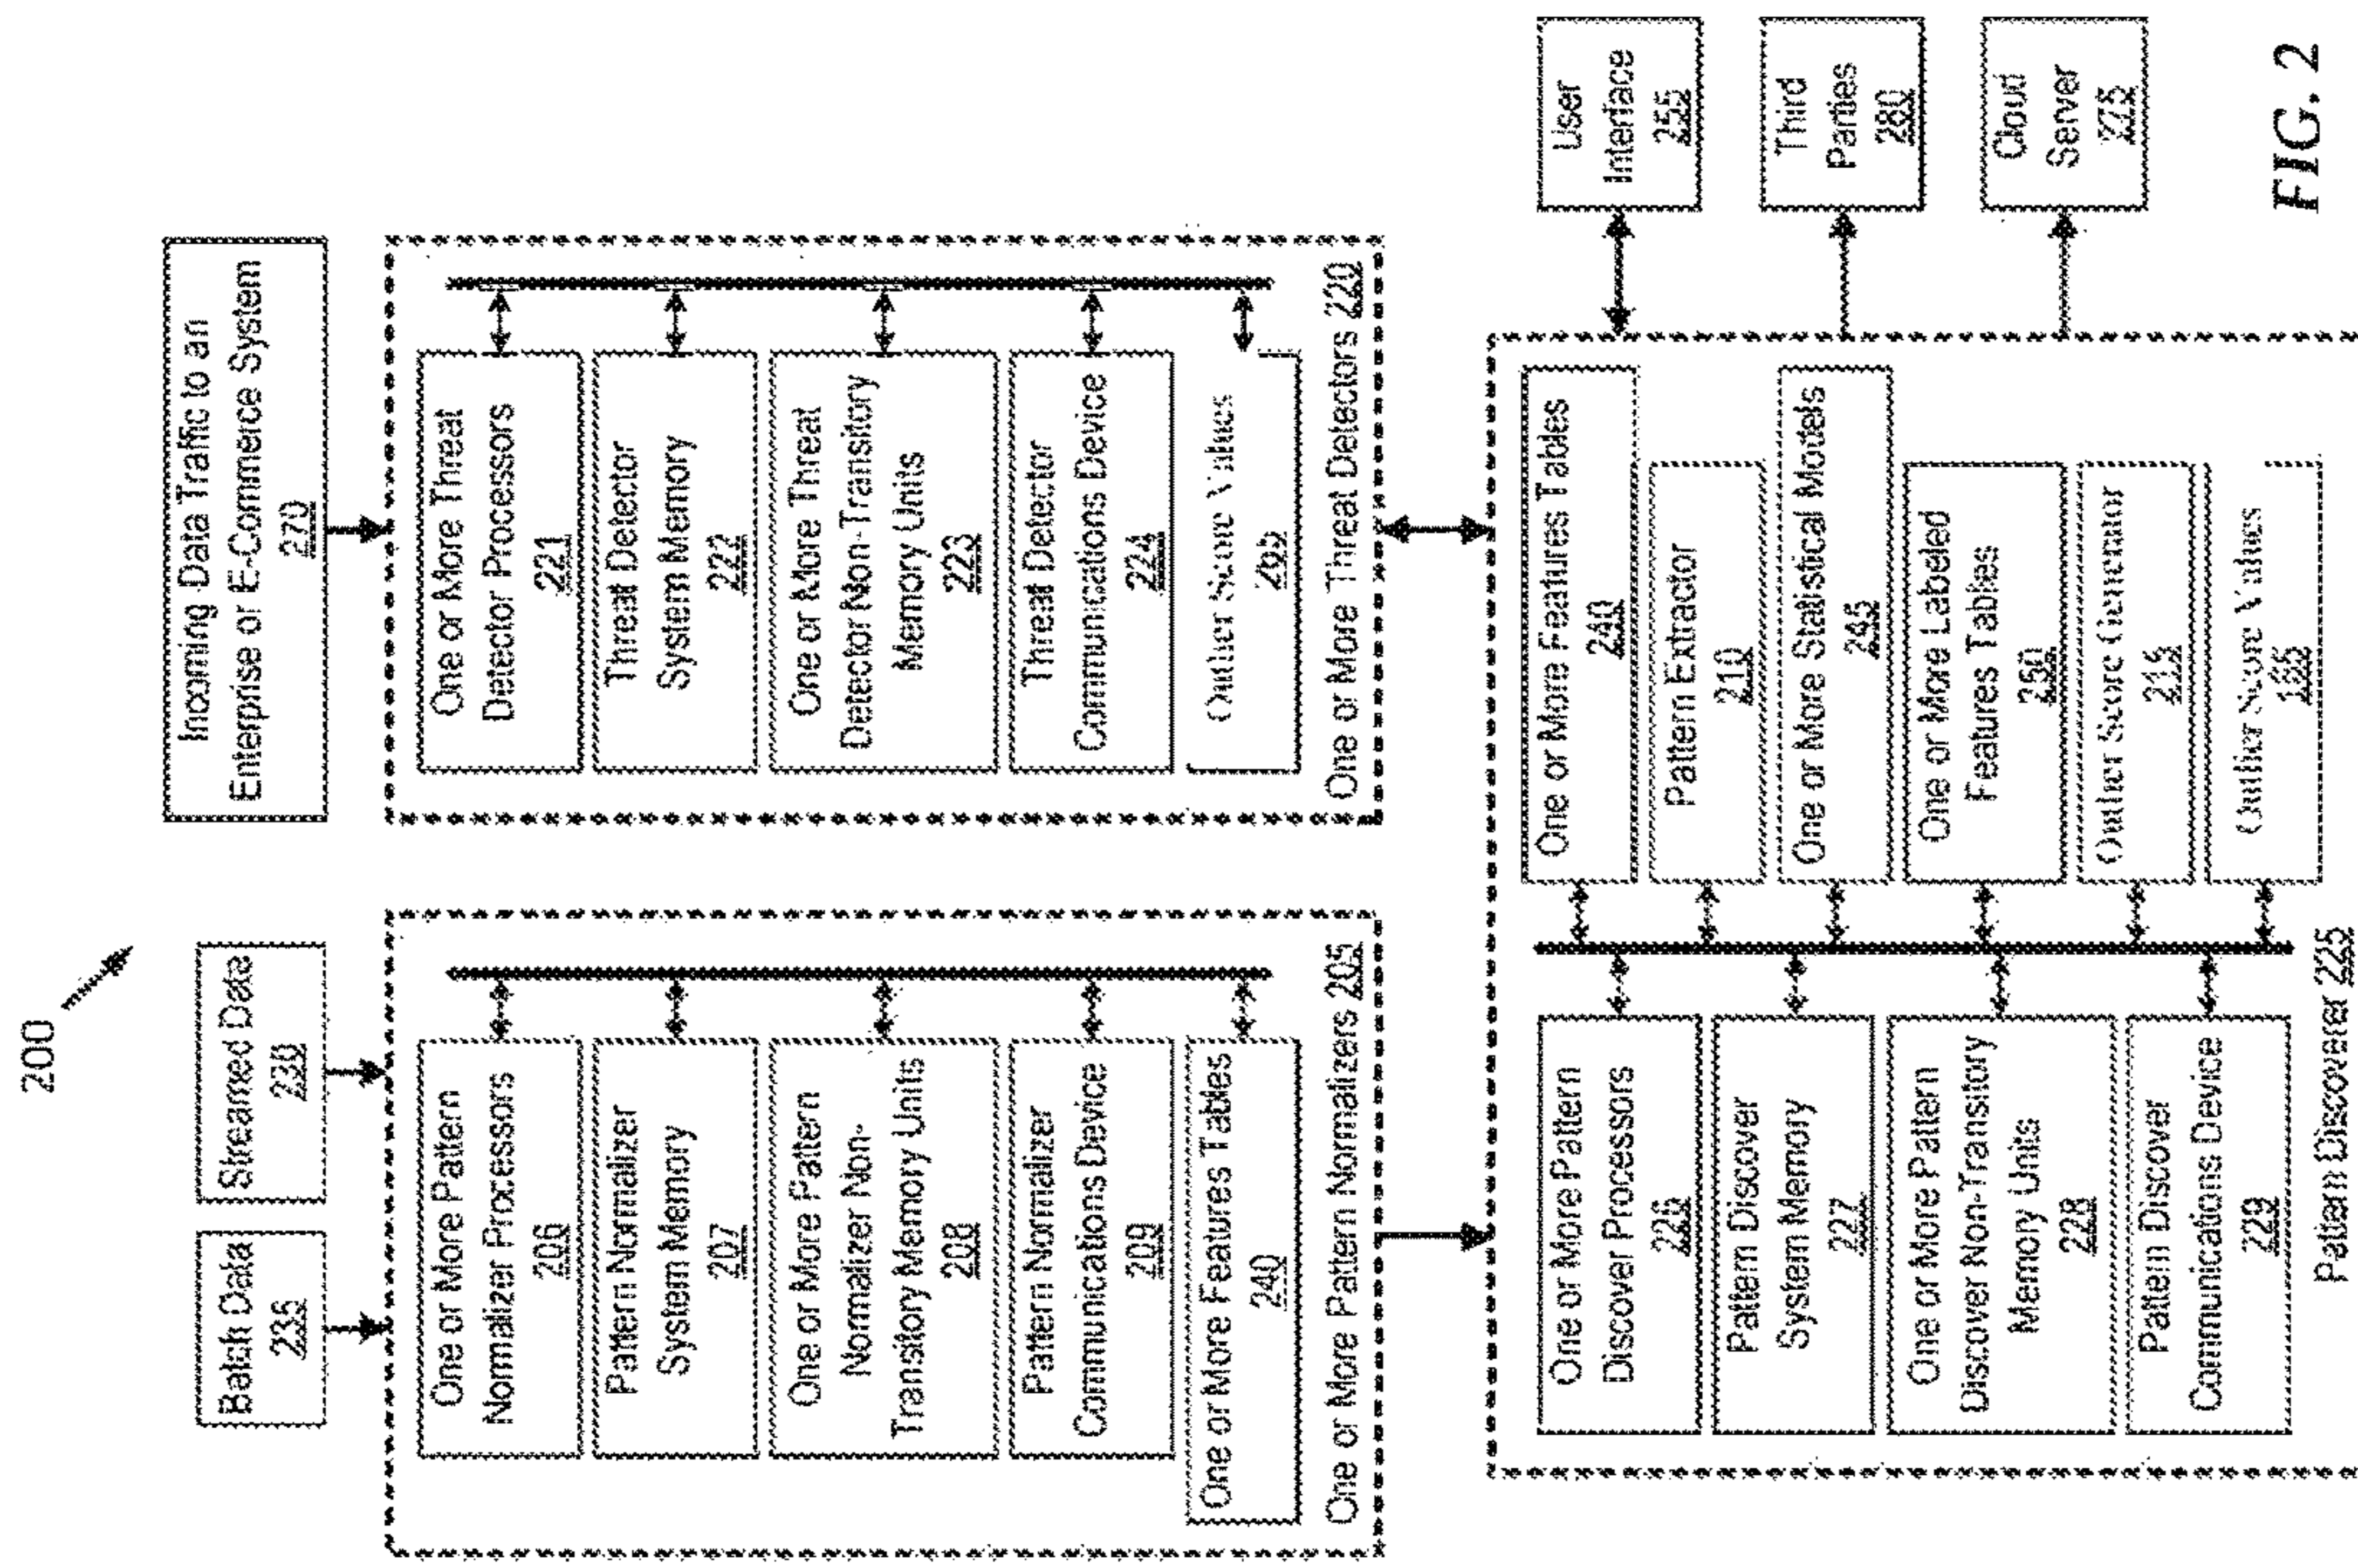 200
Batch Data
235
Streamed Date
230
Incoming Data Traffic to an
Enterprise or E-Commerce System
270
One or More Pattern
Normalizer Processors
206
Pattern Normalizer
System Memory
207
One or More Pattern
Normalizer Non-
Transitory Memory Units
208
Pattern Normalizer
Communications Device
209
One or More Features Tables
240
One or More Pattern Normalizers 205
One or More Threat
Detector Processors
221
Threat Detector
System Memory
222
One or More Threat
Detector Non-Transitory
Memory Units
223
Threat Detector
Communications Device
224
Outlier Score Values
265
One or More Threat Detectors 220
One or More Pattern
Discover Processors
226
Pattern Discover
System Memory
227
One or More Pattern
Discover Non-Transitory
Memory Units
228
Pattern Discover
Communications Device
229
One or More Features Tables
240
Pattern Extractor
210
One or More Statistical Models
245
One or More Labeled
Features Tables
250
Outlier Score Generator
215
Outlier Score Values
165
Pattern Discoverer 225
User
Interface
255
Third
Parties
280
Cloud
Server
275
FIG. 2